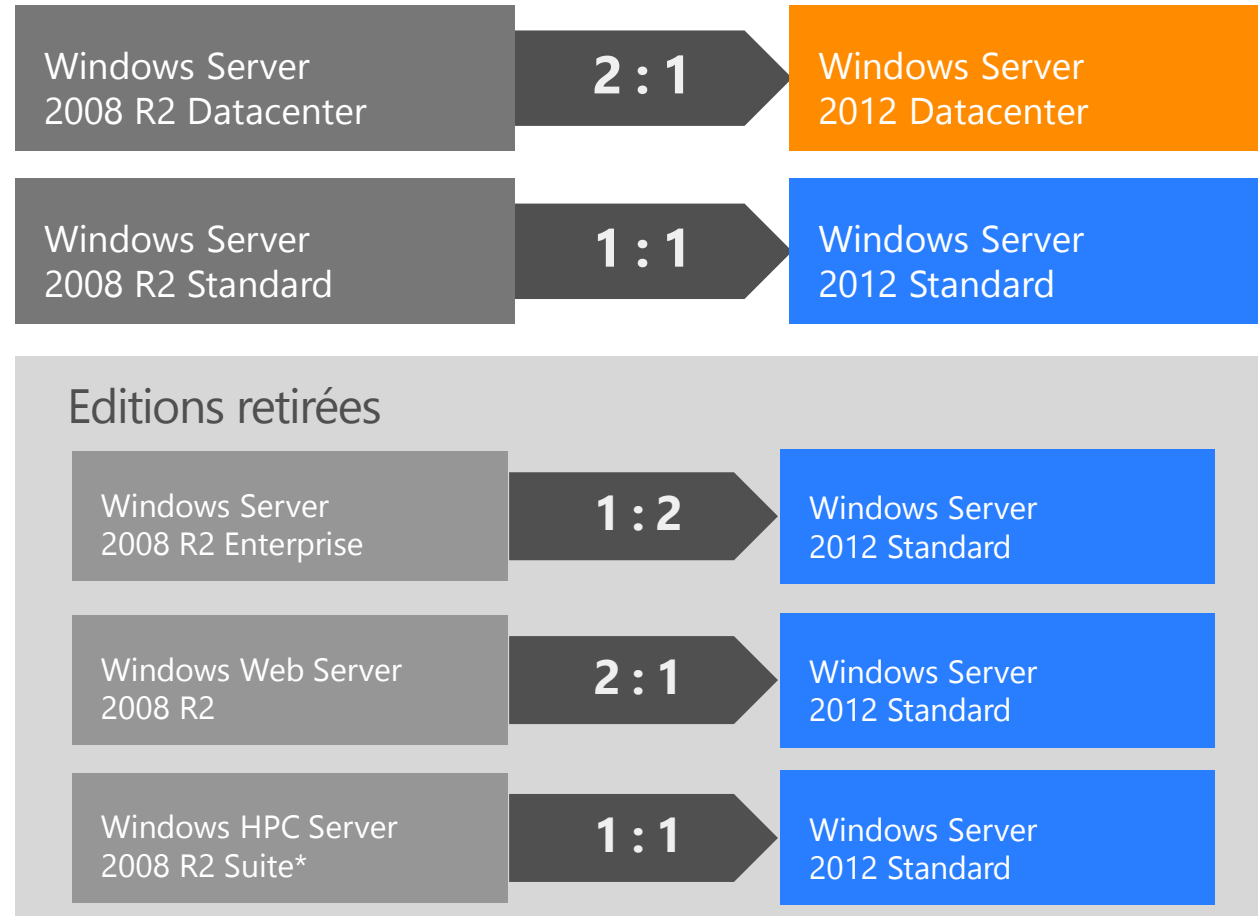 Windows Server
2008 R2 Datacenter
2 : 1
Windows Server
2012 Datacenter
Windows Server
2008 R2 Standard
1 : 1
Windows Server
2012 Standard
Editions retirées
Windows Server
2008 R2 Enterprise
1 : 2
Windows Server
2012 Standard
Windows Web Server
2008 R2
2 : 1
Windows Server
2012 Standard
Windows HPC Server
2008 R2 Suite*
1 : 1
Windows Server
2012 Standard